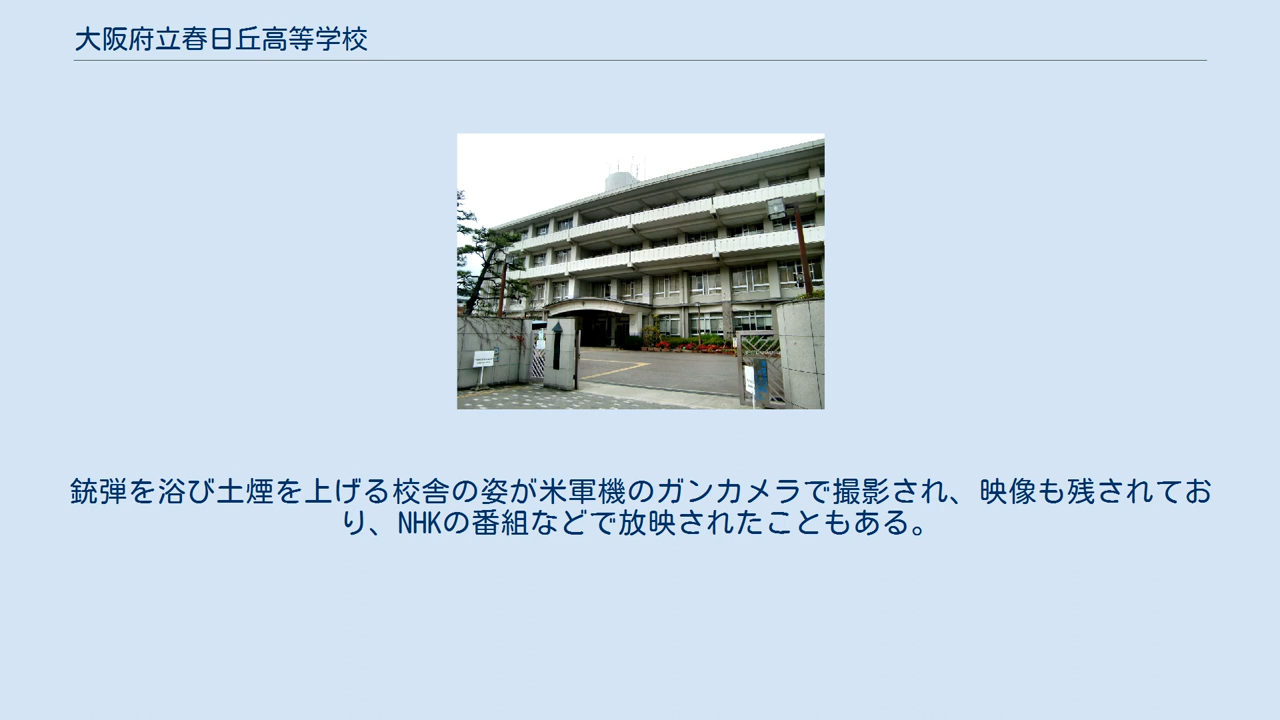 大阪府立春日丘高等学校
銃弾を浴び土煙を上げる校舎の姿が米軍機のガンカメラで撮影され、映像も残されてお
り、NHKの番組などで放映されたこともある。